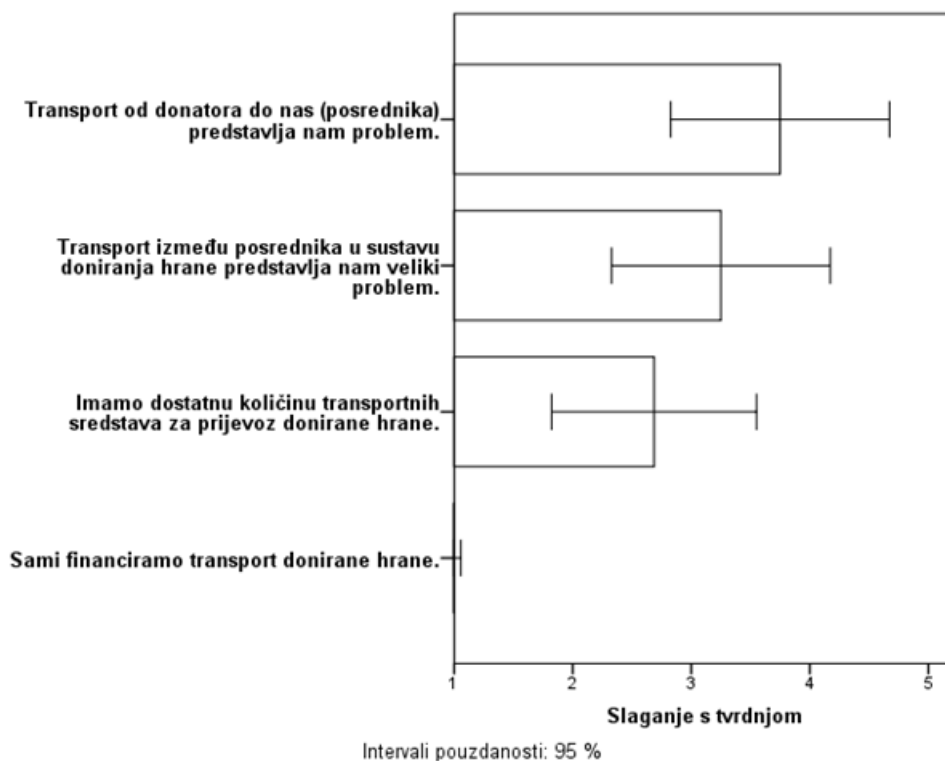 Transport od donatora do nas (posrednika)
predstavlja nam problem.
Transport između posrednika u sustavu
doniranja hrane predstavlja nam veliki
problem.
Imamo dostatnu količinu transportnih
sredstava za prijevoz donirane hrane.
Sami financiramo transport donirane hrane.
1 2 3 4 5
Slaganje s tvrdnjom
Intervali pouzdanosti: 95 %